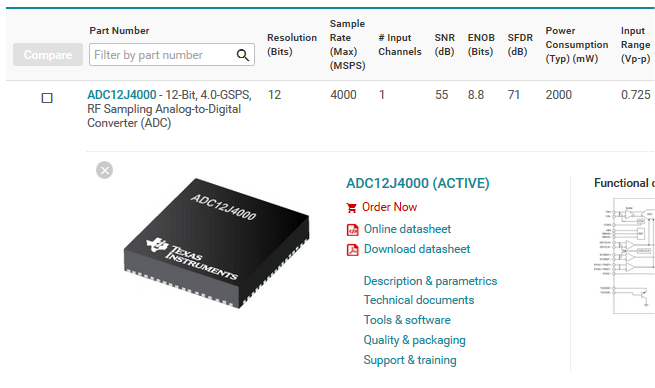 Part Number
Compare
Filter by part number
Resolution
(Bits)
Sample
Rate
(Max)
(MSPS)
# Input
Channels
SNR
(dB)
ENOB
(Bits)
SFDR
(dB)
Power
Consumption
(Typ) (mW)
Input
Range
(Vp-p)
ADC12J4000 - 12-Bit, 4.0-GSPS,
RF Sampling Analog-to-Digital
Converter (ADC)
12
4000
1
55
8.8
71
2000
0.725
ADC12J4000
TEXAS
INSTRUMENTS
ADC12J4000 (ACTIVE)
Order Now
Online datasheet
Download datasheet
Description & parametrics
Technical documents
Tools & software
Quality & packaging
Support & training
Functional